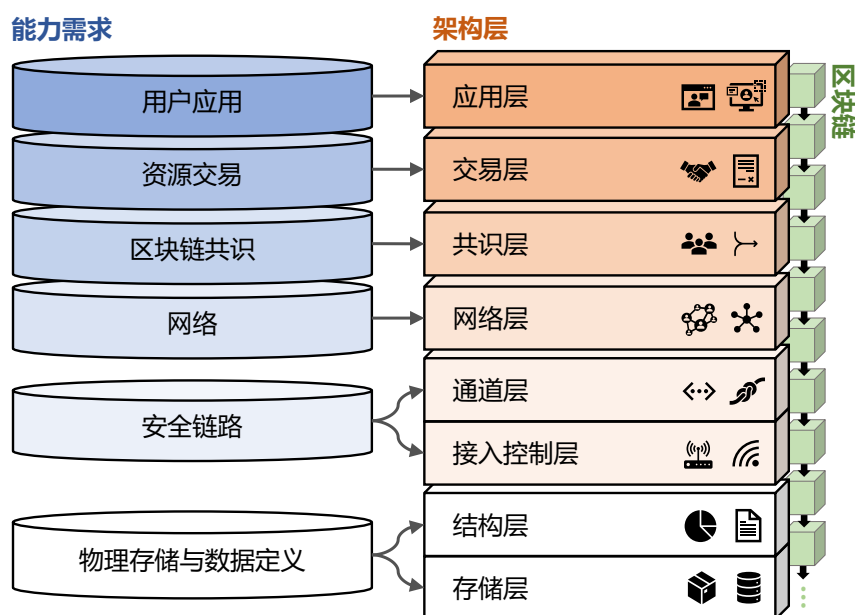 能力需求
架构层
区块链
用户应用
应用层
资源交易
交易层
区块链共识
共识层
网络
网络层
安全链路
通道层
接入控制层
物理存储与数据定义
结构层
存储层